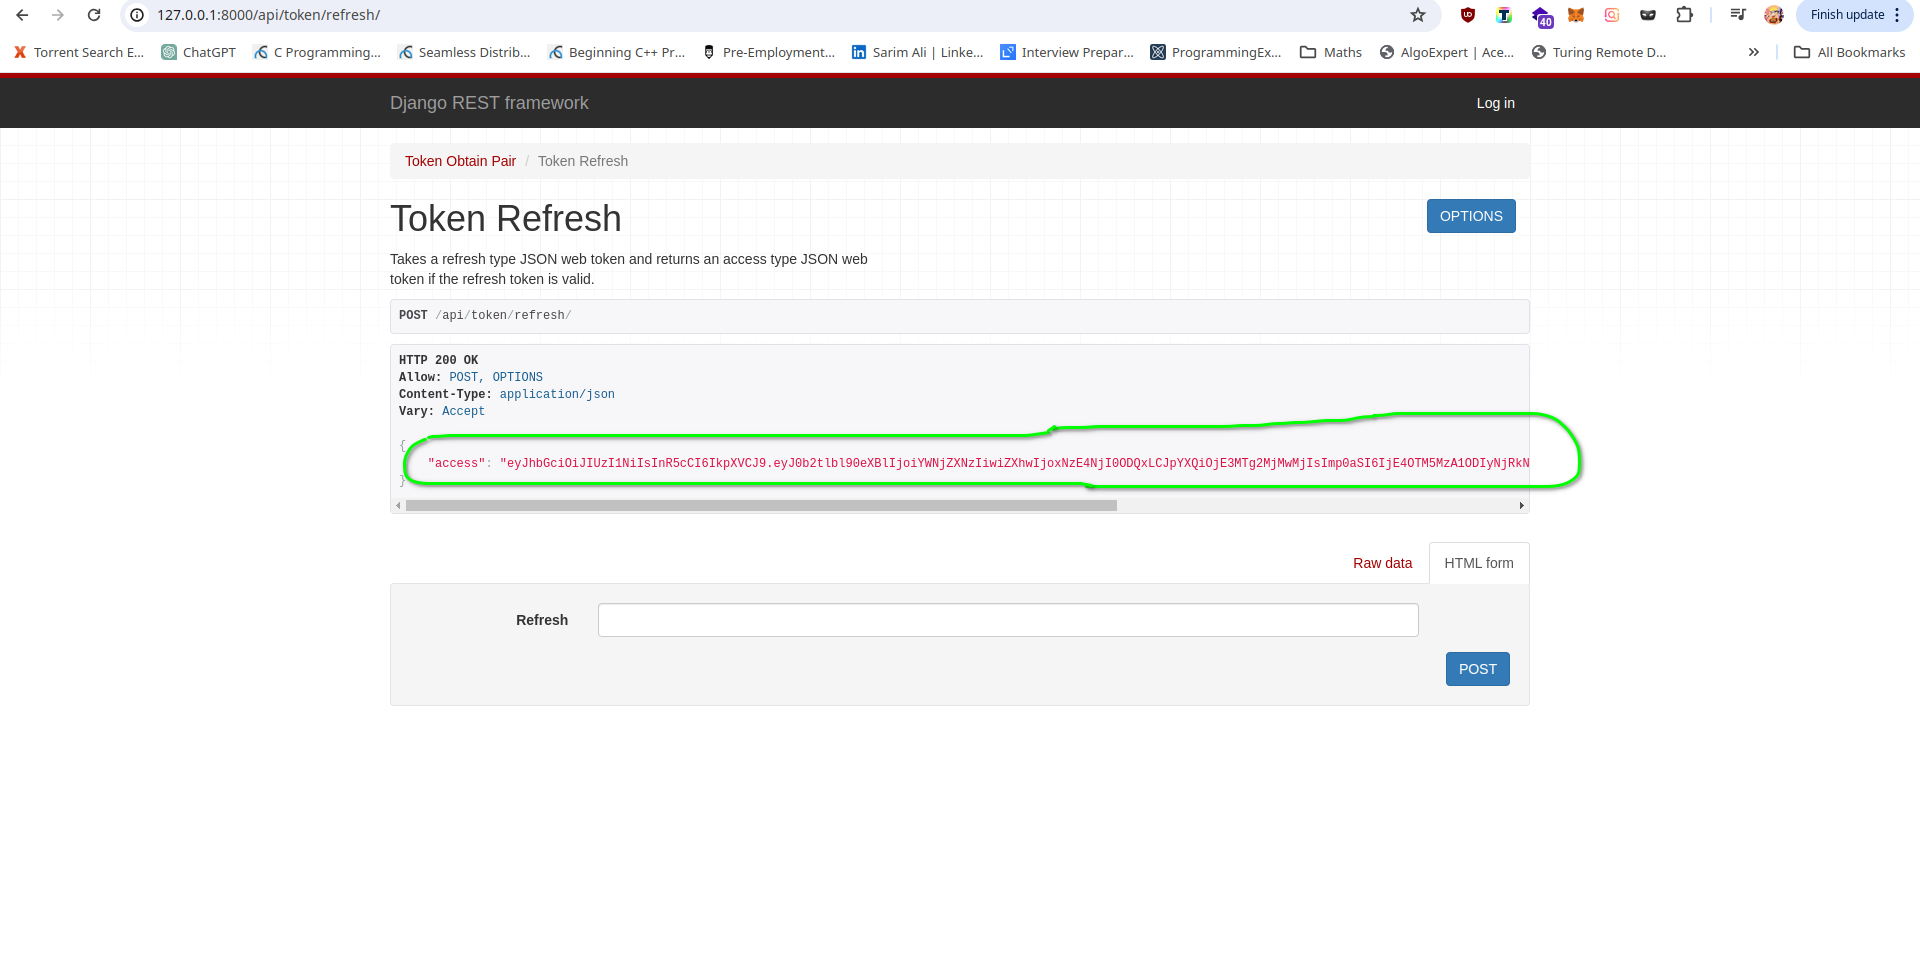 127.0.0.1:8000/api/token/refresh/
40
Finish update
Torrent Search E... ChatGPT C Programming... Seamless Distrib... Beginning C++ Pr... Pre-Employment... Sarim Ali | Linke... Interview Prepar... ProgrammingEx... Maths AlgoExpert | Ace... Turing Remote D... » All Bookmarks
Django REST framework Log in
Token Obtain Pair / Token Refresh
Token Refresh OPTIONS
Takes a refresh type JSON web token and returns an access type JSON web
token if the refresh token is valid.
POST /api/token/refresh/
HTTP 200 OK
Allow: POST, OPTIONS
Content-Type: application/json
Vary: Accept
{
"access": "eyJhbGciOiJIUzI1NiIsInR5cCI6IkpXVCJ9.eyJ0b2tlbl90eXBlIjoiYWNjZXNzIiwiZXhwIjoxNzE4NjI0ODQxLCJpYXQiOjE3MTg2MjMwMjIsImp0aSI6IjE4OTM5MzA1ODIyNjRkN
}
Raw data HTML form
Refresh
POST